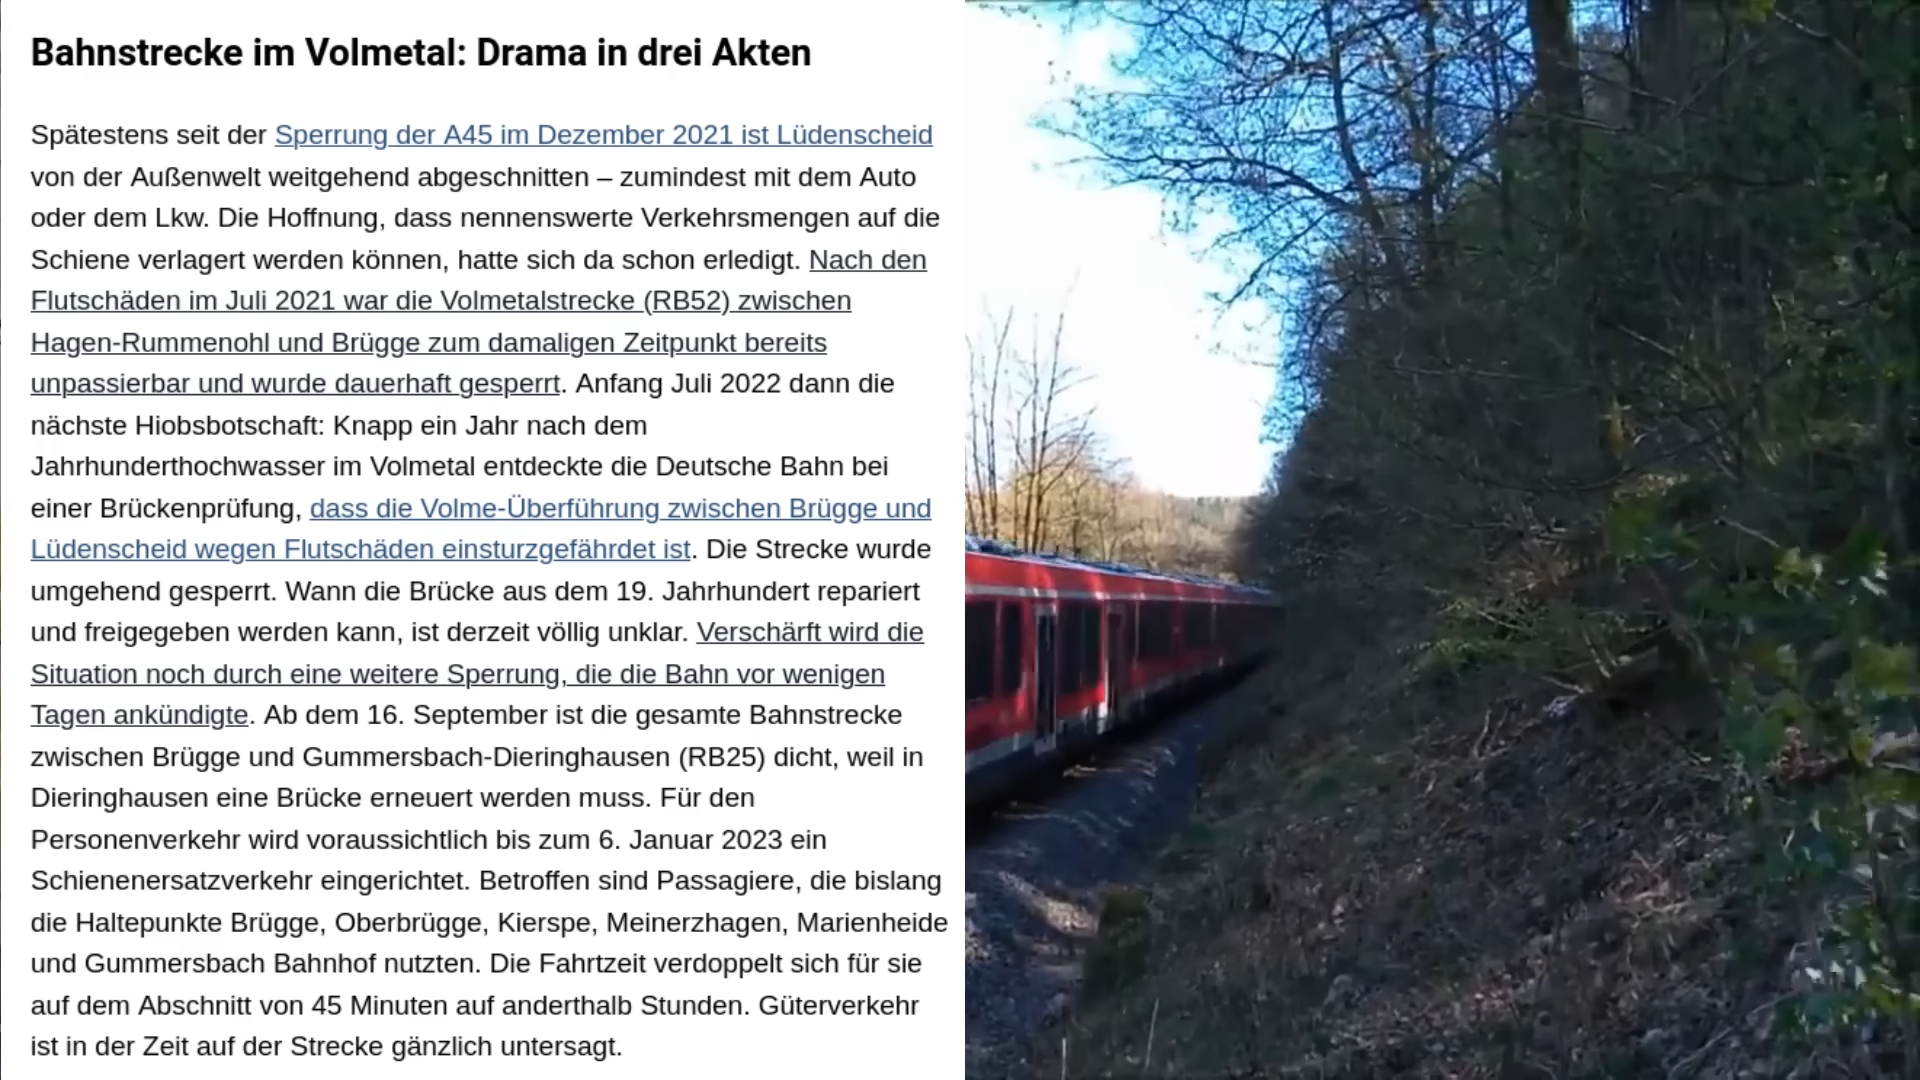 Bahnstrecke im Volmetal: Drama in drei Akten
Spätestens seit der Sperrung der A45 im Dezember 2021 ist Lüdenscheid
von der Außenwelt weitgehend abgeschnitten – zumindest mit dem Auto
oder dem Lkw. Die Hoffnung, dass nennenswerte Verkehrsmengen auf die
Schiene verlagert werden können, hatte sich da schon erledigt. Nach den
Flutschäden im Juli 2021 war die Volmetalstrecke (RB52) zwischen
Hagen-Rummenohl und Brügge zum damaligen Zeitpunkt bereits
unpassierbar und wurde dauerhaft gesperrt. Anfang Juli 2022 dann die
nächste Hiobsbotschaft: Knapp ein Jahr nach dem
Jahrhunderthochwasser im Volmetal entdeckte die Deutsche Bahn bei
einer Brückenprüfung, dass die Volme-Überführung zwischen Brügge und
Lüdenscheid wegen Flutschäden einsturzgefährdet ist. Die Strecke wurde
umgehend gesperrt. Wann die Brücke aus dem 19. Jahrhundert repariert
und freigegeben werden kann, ist derzeit völlig unklar. Verschärft wird die
Situation noch durch eine weitere Sperrung, die die Bahn vor wenigen
Tagen ankündigte. Ab dem 16. September ist die gesamte Bahnstrecke
zwischen Brügge und Gummersbach-Dieringhausen (RB25) dicht, weil in
Dieringhausen eine Brücke erneuert werden muss. Für den
Personenverkehr wird voraussichtlich bis zum 6. Januar 2023 ein
Schienenersatzverkehr eingerichtet. Betroffen sind Passagiere, die bislang
die Haltepunkte Brügge, Oberbrügge, Kierspe, Meinerzhagen, Marienheide
und Gummersbach Bahnhof nutzten. Die Fahrtzeit verdoppelt sich für sie
auf dem Abschnitt von 45 Minuten auf anderthalb Stunden. Güterverkehr
ist in der Zeit auf der Strecke gänzlich untersagt.